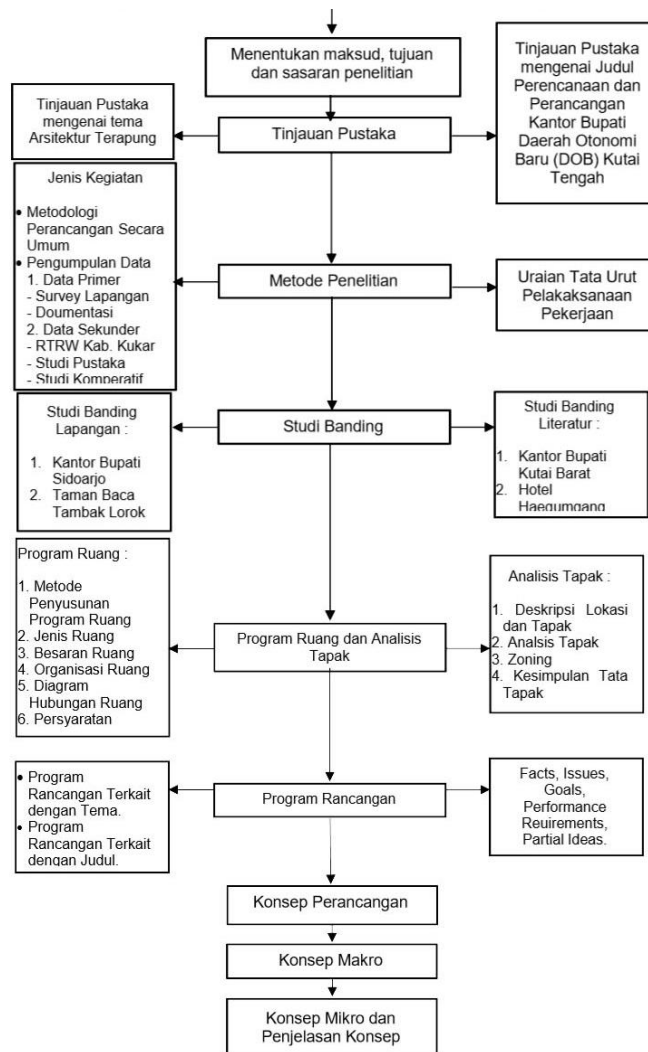 Menentukan maksud, tujuan
dan sasaran penelitian
Tinjauan Pustaka
mengenai tema
Arsitektur Terapung
Tinjauan Pustaka
Tinjauan Pustaka
mengenai Judul
Perencanaan dan
Perancangan
Kantor Bupati
Daerah Otonomi
Baru (DOB) Kutai
Tengah
Jenis Kegiatan
• Metodologi
Perancangan Secara
Umum
• Pengumpulan Data
1. Data Primer
- Survey Lapangan
- Doumentasi
2. Data Sekunder
- RTRW Kab. Kukar
- Studi Pustaka
- Studi Komperatif
Metode Penelitian
Uraian Tata Urut
Pelakaksanaan
Pekerjaan
Studi Banding
Lapangan :
1. Kantor Bupati
Sidoarjo
2. Taman Baca
Tambak Lorok
Studi Banding
Studi Banding
Literatur :
1. Kantor Bupati
Kutai Barat
2. Hotel
Haegumgang
Program Ruang :
1. Metode
Penyusunan
Program Ruang
2. Jenis Ruang
3. Besaran Ruang
4. Organisasi Ruang
5. Diagram
Hubungan Ruang
6. Persyaratan
Program Ruang dan Analisis
Tapak
Analisis Tapak :
1. Deskripsi Lokasi
dan Tapak
2. Analsis Tapak
3. Zoning
4. Kesimpulan Tata
Tapak
• Program
Rancangan Terkait
dengan Tema.
• Program
Rancangan Terkait
dengan Judul.
Program Rancangan
Facts, Issues,
Goals,
Performance
Reuirements,
Partial Ideas.
Konsep Perancangan
Konsep Makro
Konsep Mikro dan
Penjelasan Konsep